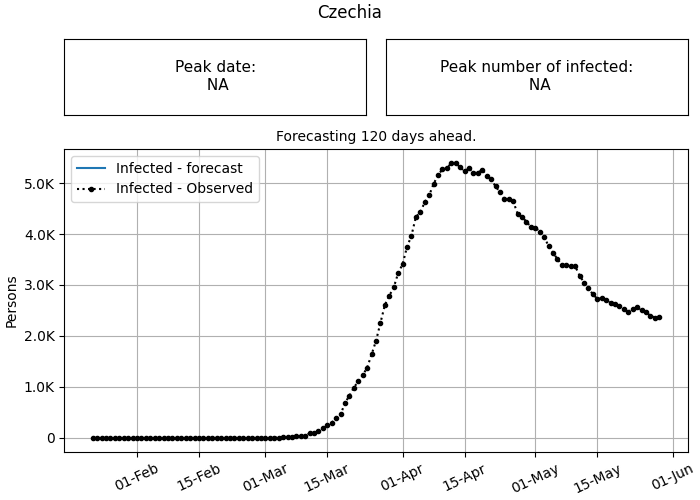 Czechia
Peak date:
NA
Peak number of infected:
NA
Forecasting 120 days ahead.
Infected - forecast
Infected - Observed
Persons
5.0K
4.0K
3.0K
2.0K
1.0K
0
01-Feb
15-Feb
01-Mar
15-Mar
01-Apr
15-Apr
01-May
15-May
01-Jun